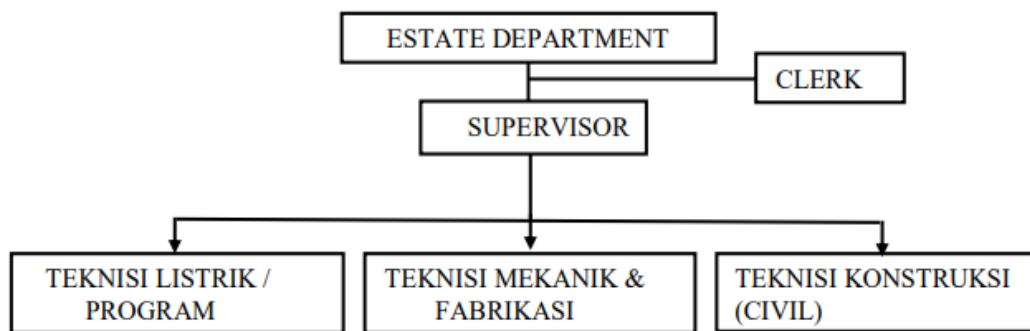 ESTATE DEPARTMENT
CLERK
SUPERVISOR
TEKNISI LISTRIK /
PROGRAM
TEKNISI MEKANIK &
FABRIKASI
TEKNISI KONSTRUKSI
(CIVIL)